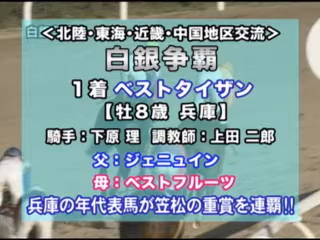 ＜北陸・東海・近畿・中国地区交流＞
白銀争覇
１着 ベストタイザン
【牡８歳 兵庫】
騎手：下原 理 調教師：上田 二郎
父：ジェニュイン
母：ベストフルーツ
兵庫の年代表馬が笠松の重賞を連覇!!